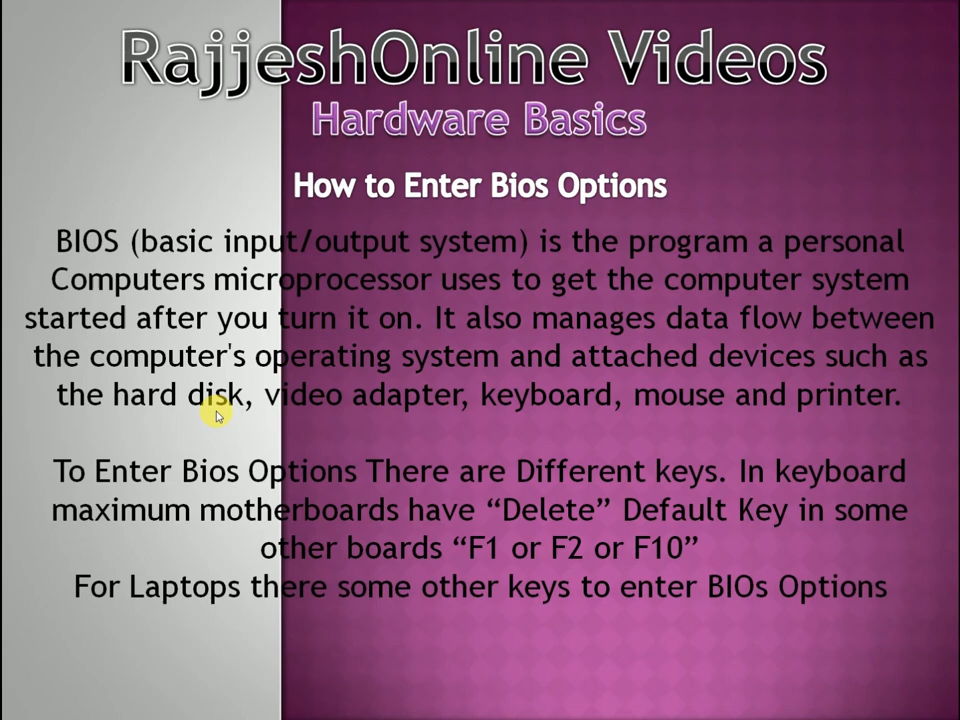 RajjeshOnline Videos
Hardware Basics
How to Enter Bios Options
BIOS (basic input/output system) is the program a personal
Computers microprocessor uses to get the computer system
started after you turn it on. It also manages data flow between
the computer's operating system and attached devices such as
the hard disk, video adapter, keyboard, mouse and printer.
To Enter Bios Options There are Different keys. In keyboard
maximum motherboards have “Delete” Default Key in some
other boards “F1 or F2 or F10”
For Laptops there some other keys to enter BIOs Options